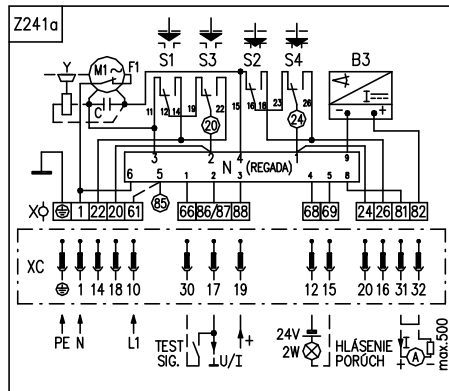 Z241a
S1 S3 S2 S4 B3
Y M1 F1
C
I
- +
11 12 14 19 22 15 16 18 23 26
20 24
3 2 4 1 9
N (REGADA)
6 5 1 2 3 4 5 8
85
X 1 22 20 61 66 86/87 88 68 69 24 26 81 82
XC
1 14 18 10 30 17 19 12 15 20 16 31 32
PE N L1 TEST SIG. U/I + 24V 2W HLÁSENIE PORÚCH I A max.500